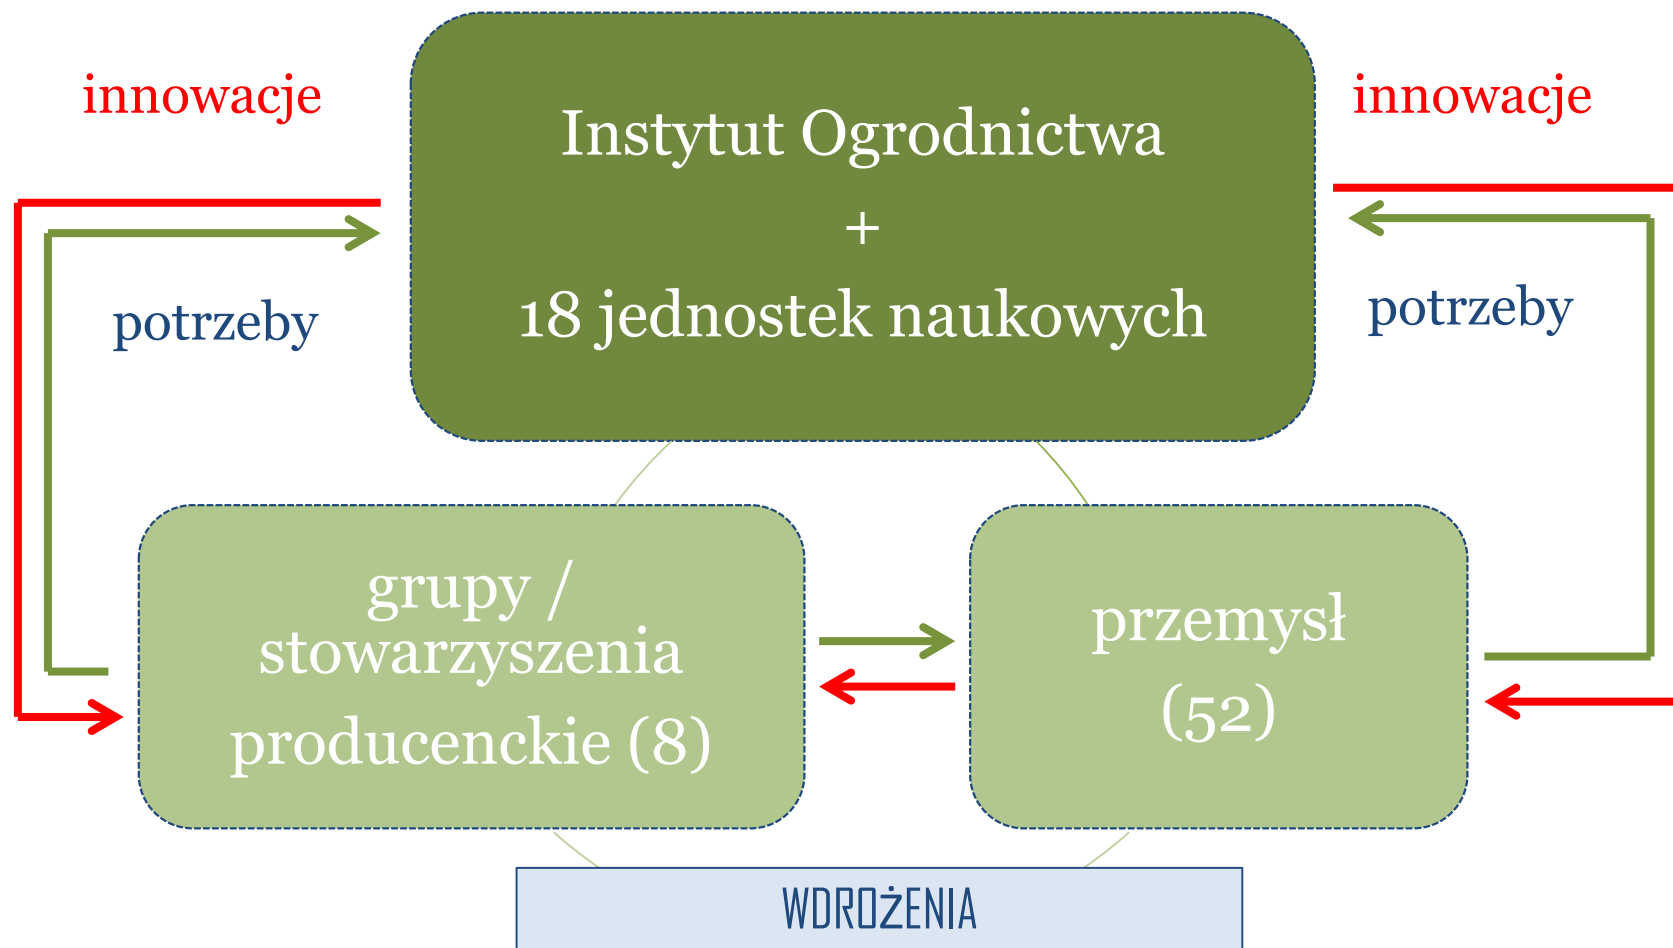 innowacje
Instytut Ogrodnictwa
+
18 jednostek naukowych
innowacje
potrzeby
potrzeby
grupy /
stowarzyszenia
producenckie (8)
przemysł
(52)
WDROŻENIA